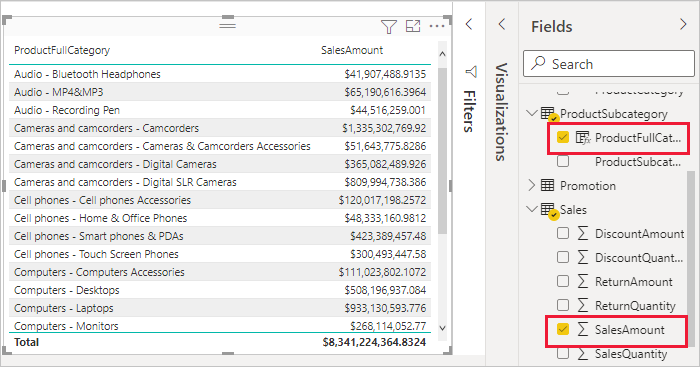 ProductFullCategory SalesAmount
Audio - Bluetooth Headphones $41,907,488.9135
Audio - MP4&MP3 $65,190,616.3964
Audio - Recording Pen $44,516,259.001
Cameras and camcorders - Camcorders $1,335,302,769.92
Cameras and camcorders - Cameras & Camcorders Accessories $51,643,775.8286
Cameras and camcorders - Digital Cameras $365,082,489.926
Cameras and camcorders - Digital SLR Cameras $809,994,738.386
Cell phones - Cell phones Accessories $120,017,198.2572
Cell phones - Home & Office Phones $48,333,160.9812
Cell phones - Smart phones & PDAs $423,389,457.48
Cell phones - Touch Screen Phones $300,493,447.58
Computers - Computers Accessories $111,023,802.1072
Computers - Desktops $508,196,937.084
Computers - Laptops $933,130,593.776
Computers - Monitors $268,114,052.77
Total $8,341,224,364.8324
Filters
Visualizations
Fields
Search
ProductCategory
ProductSubcategory
ProductFullCat...
ProductSubcat...
Promotion
Sales
DiscountAmount
DiscountQuant...
ReturnAmount
ReturnQuantity
SalesAmount
SalesQuantity